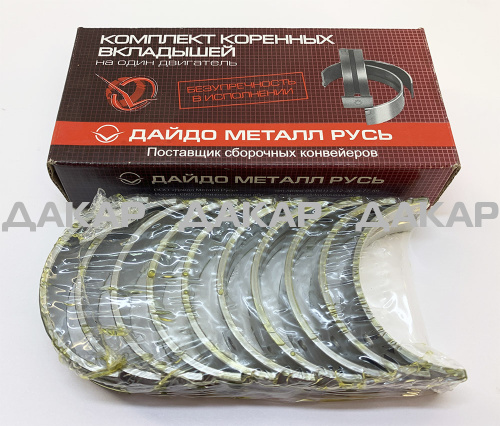 КОМПЛЕКТ КОРЕННЫХ
ВКЛАДЫШЕЙ
на один двигатель
БЕЗУПРЕЧНОСТЬ
В ИСПОЛНЕНИИ
ДАЙДО МЕТАЛЛ РУСЬ
Поставщик сборочных конвейеров
ДАЙДО МЕТАЛЛ РУСЬ
ДАКАР ДАКАР ДАКАР